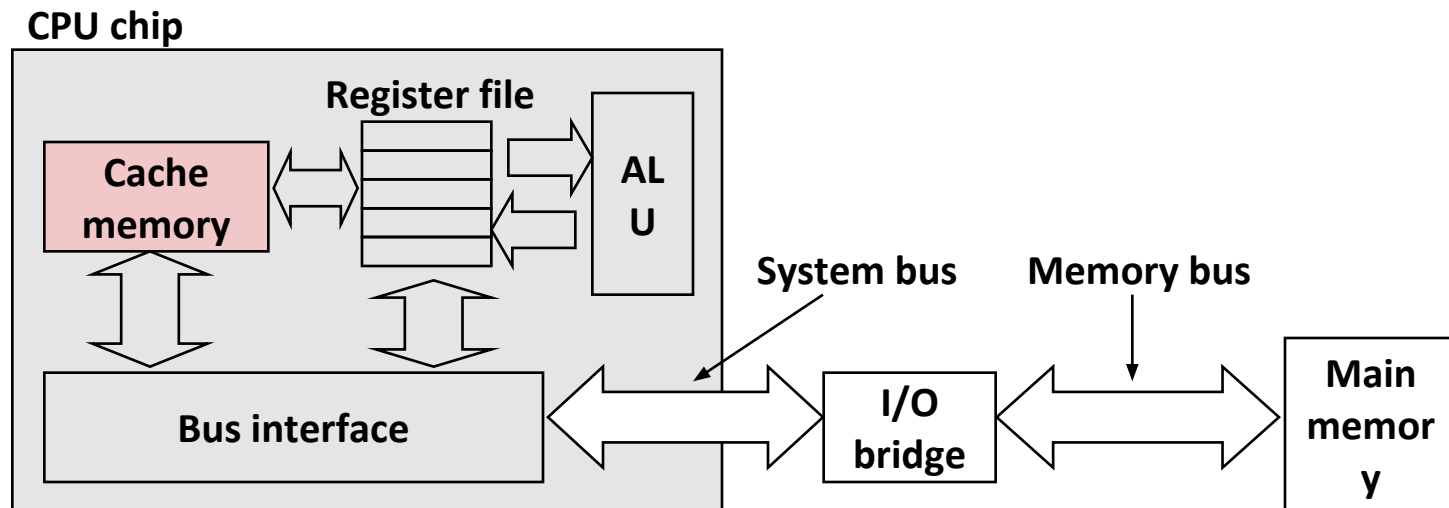 CPU chip
Register file
Cache
memory
AL
U
System bus
Memory bus
Bus interface
I/O
bridge
Main
memor
y